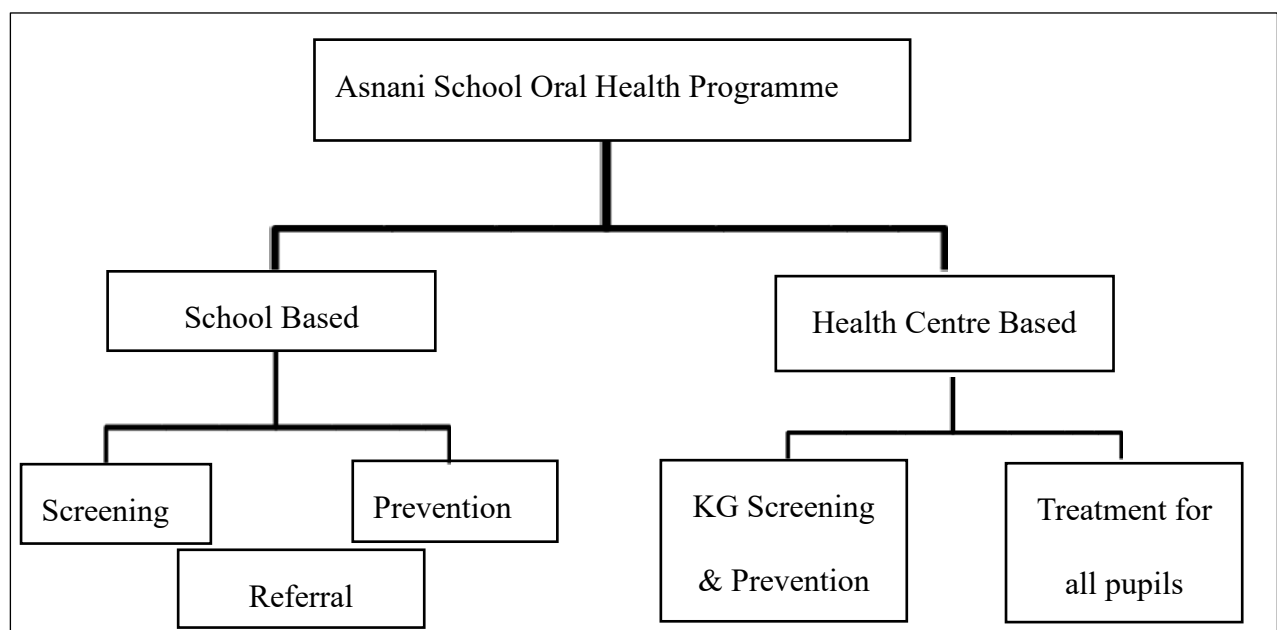 Asnani School Oral Health Programme
School Based
Health Centre Based
Screening
Prevention
Referral
KG Screening
& Prevention
Treatment for
all pupils